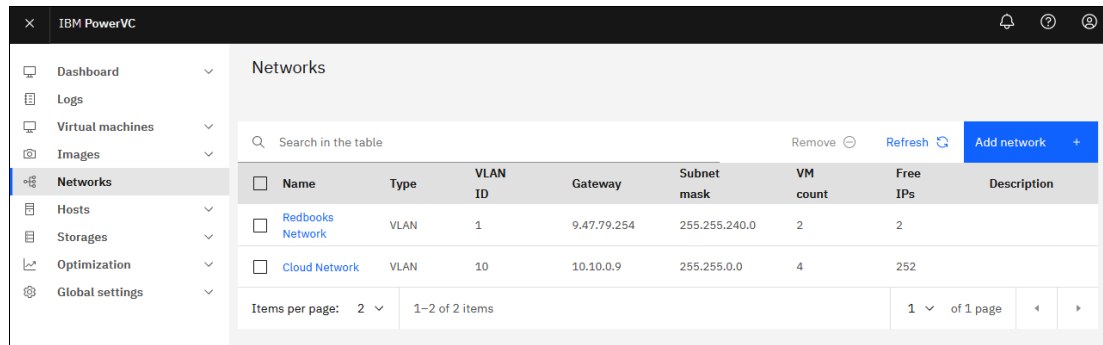 IBM PowerVC
Dashboard
Logs
Virtual machines
Images
Networks
Hosts
Storages
Optimization
Global settings
Networks
Search in the table
Remove
Refresh
Add network +
Name Type VLAN ID Gateway Subnet mask VM count Free IPs Description
Redbooks Network VLAN 1 9.47.79.254 255.255.240.0 2 2
Cloud Network VLAN 10 10.10.0.9 255.255.0.0 4 252
Items per page: 2 1–2 of 2 items 1 of 1 page